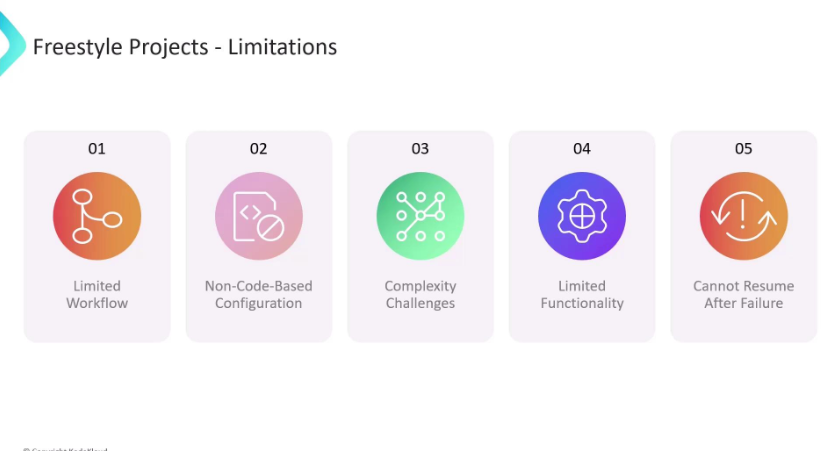 Freestyle Projects - Limitations
01
Limited
Workflow
02
Non-Code-Based
Configuration
03
Complexity
Challenges
04
Limited
Functionality
05
Cannot Resume
After Failure
© Copyright KodeKloud